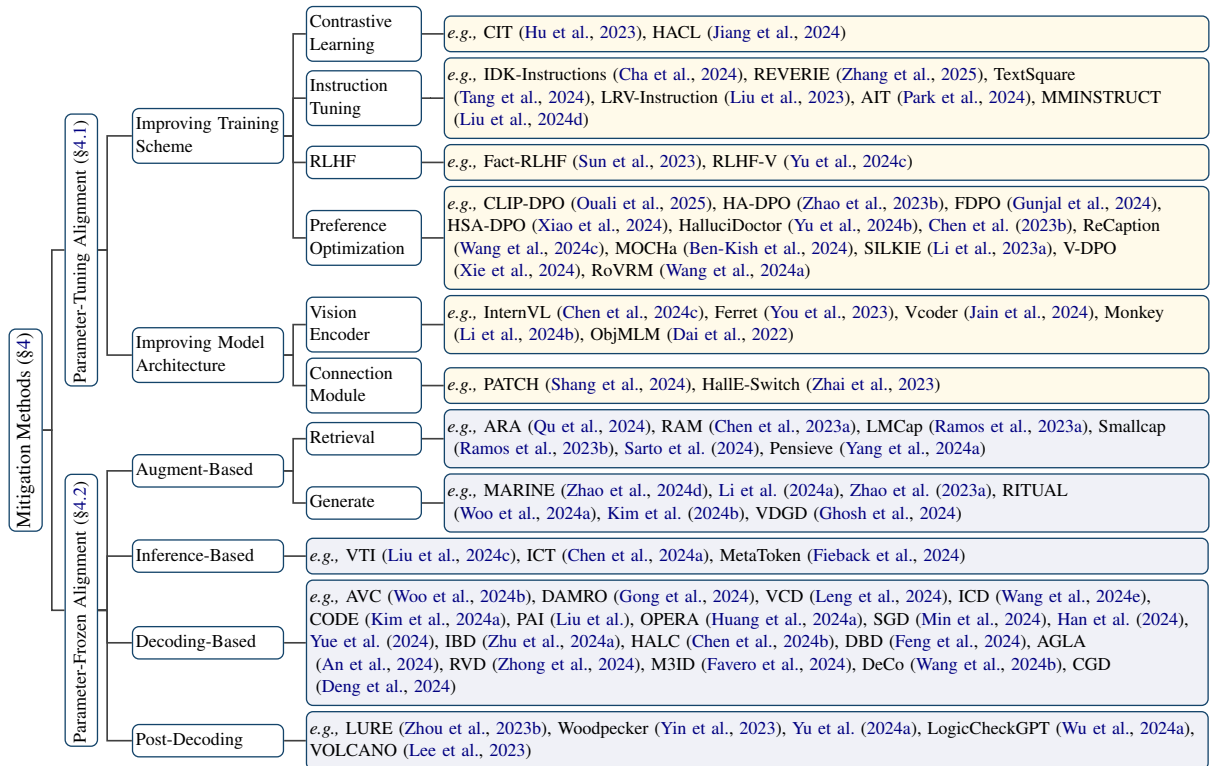 Mitigation Methods (§4)
Parameter-Tuning Alignment (§4.1)
Improving Training
Scheme
Contrastive
Learning
e.g., CIT (Hu et al., 2023), HACL (Jiang et al., 2024)
Instruction
Tuning
e.g., IDK-Instructions (Cha et al., 2024), REVERIE (Zhang et al., 2025), TextSquare
(Tang et al., 2024), LRV-Instruction (Liu et al., 2023), AIT (Park et al., 2024), MMINSTRUCT
(Liu et al., 2024d)
RLHF
e.g., Fact-RLHF (Sun et al., 2023), RLHF-V (Yu et al., 2024c)
Preference
Optimization
e.g., CLIP-DPO (Ouali et al., 2025), HA-DPO (Zhao et al., 2023b), FDPO (Gunjal et al., 2024),
HSA-DPO (Xiao et al., 2024), HalluciDoctor (Yu et al., 2024b), Chen et al. (2023b), ReCaption
(Wang et al., 2024c), MOCHa (Ben-Kish et al., 2024), SILKIE (Li et al., 2023a), V-DPO
(Xie et al., 2024), RoVRM (Wang et al., 2024a)
Improving Model
Architecture
Vision
Encoder
e.g., InternVL (Chen et al., 2024c), Ferret (You et al., 2023), Vcoder (Jain et al., 2024), Monkey
(Li et al., 2024b), ObjMLM (Dai et al., 2022)
Connection
Module
e.g., PATCH (Shang et al., 2024), HallE-Switch (Zhai et al., 2023)
Parameter-Frozen Alignment (§4.2)
Augment-Based
Retrieval
e.g., ARA (Qu et al., 2024), RAM (Chen et al., 2023a), LMCap (Ramos et al., 2023a), Smallcap
(Ramos et al., 2023b), Sarto et al. (2024), Pensieve (Yang et al., 2024a)
Generate
e.g., MARINE (Zhao et al., 2024d), Li et al. (2024a), Zhao et al. (2023a), RITUAL
(Woo et al., 2024a), Kim et al. (2024b), VDGD (Ghosh et al., 2024)
Inference-Based
e.g., VTI (Liu et al., 2024c), ICT (Chen et al., 2024a), MetaToken (Fieback et al., 2024)
Decoding-Based
e.g., AVC (Woo et al., 2024b), DAMRO (Gong et al., 2024), VCD (Leng et al., 2024), ICD (Wang et al., 2024e),
CODE (Kim et al., 2024a), PAI (Liu et al.), OPERA (Huang et al., 2024a), SGD (Min et al., 2024), Han et al. (2024),
Yue et al. (2024), IBD (Zhu et al., 2024a), HALC (Chen et al., 2024b), DBD (Feng et al., 2024), AGLA
(An et al., 2024), RVD (Zhong et al., 2024), M3ID (Favero et al., 2024), DeCo (Wang et al., 2024b), CGD
(Deng et al., 2024)
Post-Decoding
e.g., LURE (Zhou et al., 2023b), Woodpecker (Yin et al., 2023), Yu et al. (2024a), LogicCheckGPT (Wu et al., 2024a),
VOLCANO (Lee et al., 2023)